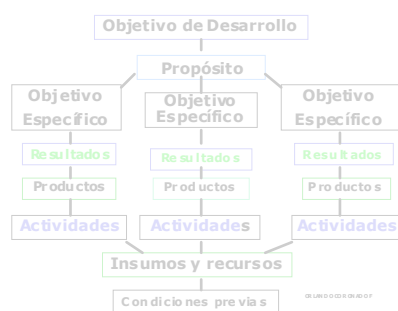 Objetivo de Desarrollo
Propósito
Objetivo Específico
Objetivo Específico
Objetivo Específico
Resultados
Resultados
Resultados
Productos
Productos
Productos
Actividades
Actividades
Actividades
Insumos y recursos
Condiciones previas